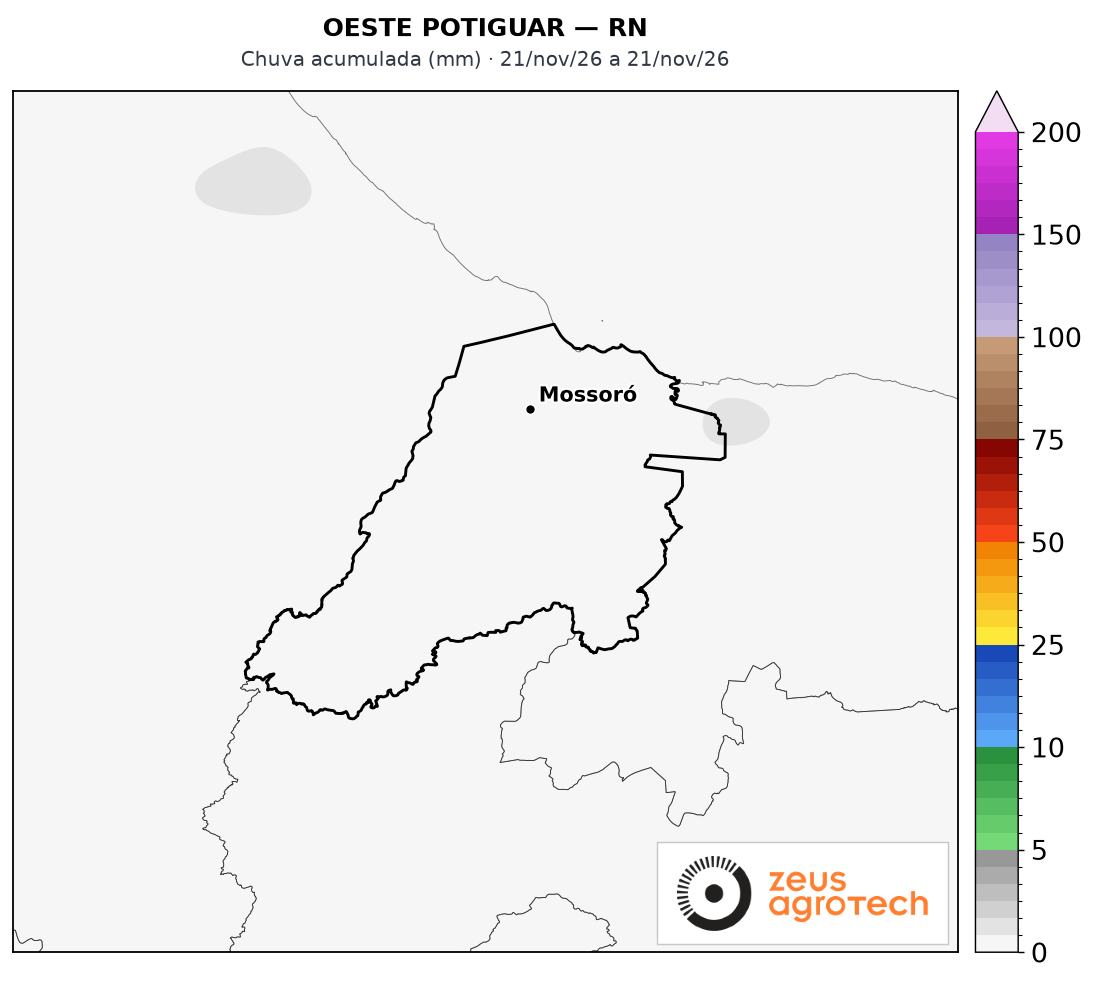 OESTE POTIGUAR — RN
Chuva acumulada (mm) · 21/nov/26 a 21/nov/26
Mossoró
200
150
100
75
50
25
10
5
0
zeus
agrotech